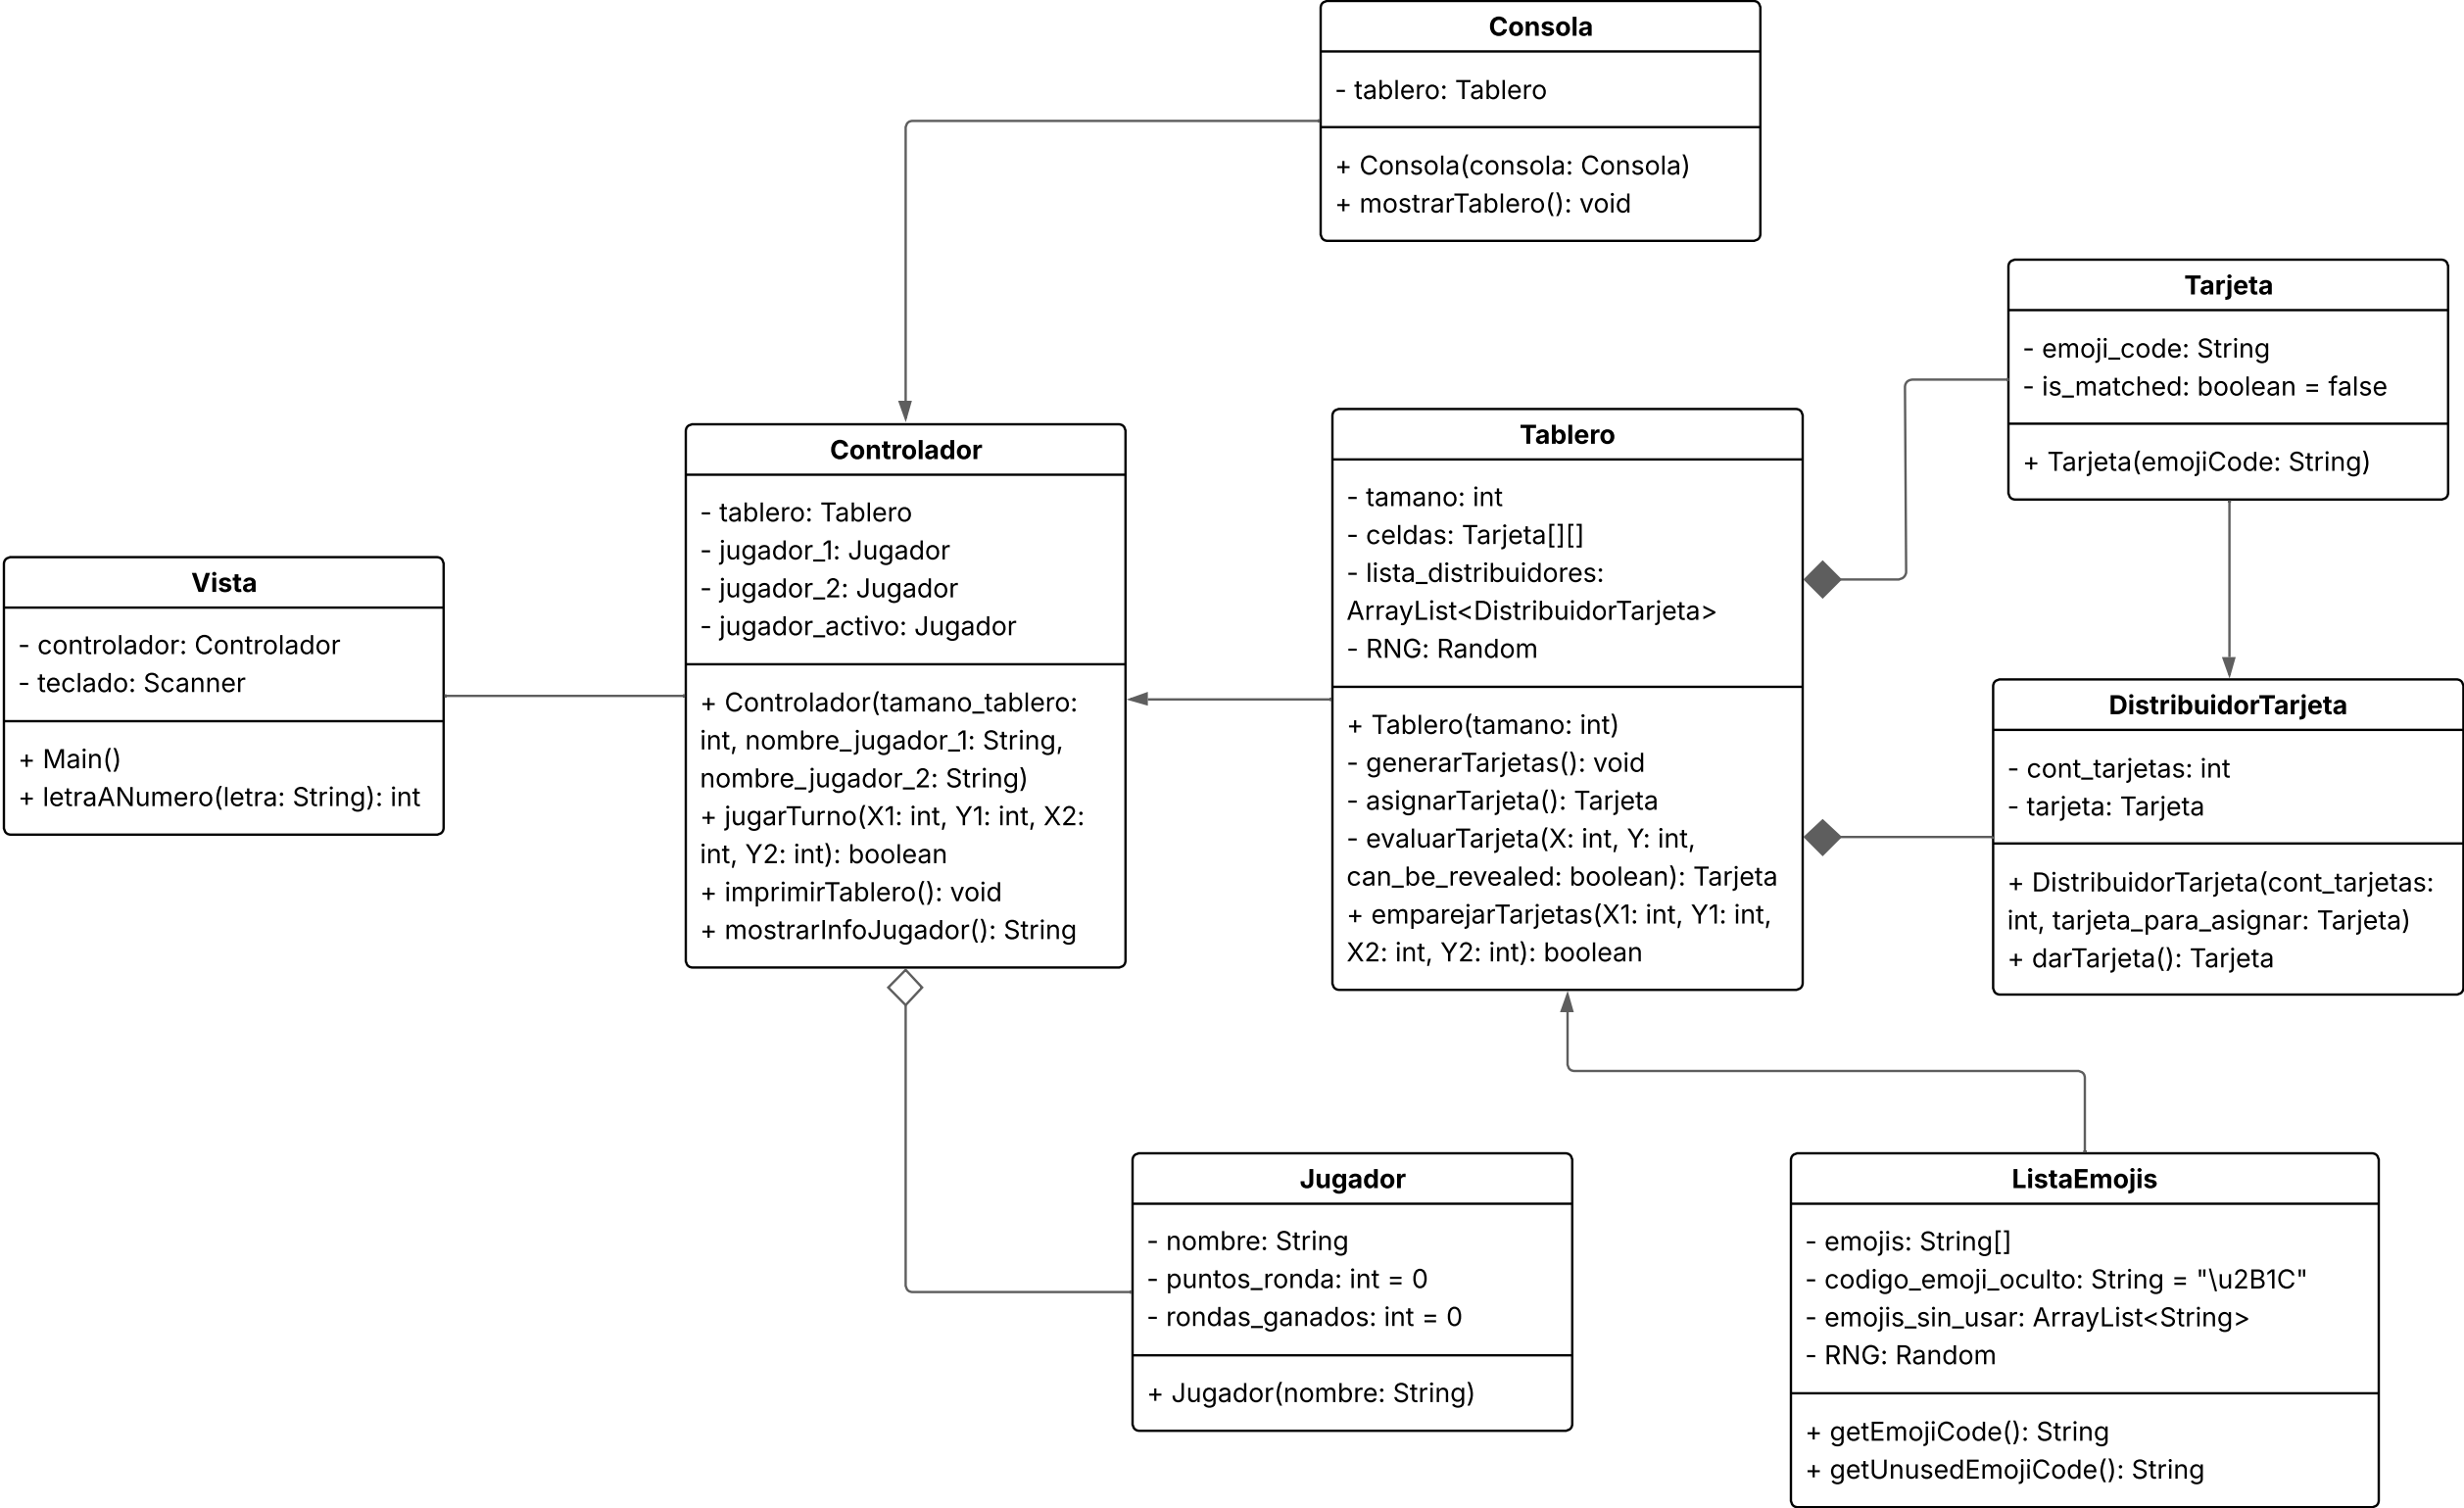 Consola
- tablero: Tablero
+ Consola(consola: Consola)
+ mostrarTablero(): void
Tarjeta
- emoji_code: String
- is_matched: boolean = false
+ Tarjeta(emojiCode: String)
Controlador
- tablero: Tablero
- jugador_1: Jugador
- jugador_2: Jugador
- jugador_activo: Jugador
+ Controlador(tamano_tablero:
int, nombre_jugador_1: String,
nombre_jugador_2: String)
+ jugarTurno(X1: int, Y1: int, X2:
int, Y2: int): boolean
+ imprimirTablero(): void
+ mostrarInfoJugador(): String
Tablero
- tamano: int
- celdas: Tarjeta[][]
- lista_distribuidores:
ArrayList<DistribuidorTarjeta>
- RNG: Random
+ Tablero(tamano: int)
- generarTarjetas(): void
- asignarTarjeta(): Tarjeta
- evaluarTarjeta(X: int, Y: int,
can_be_revealed: boolean): Tarjeta
+ emparejarTarjetas(X1: int, Y1: int,
X2: int, Y2: int): boolean
Vista
- controlador: Controlador
- teclado: Scanner
+ Main()
+ letraANumero(letra: String): int
DistribuidorTarjeta
- cont_tarjetas: int
- tarjeta: Tarjeta
+ DistribuidorTarjeta(cont_tarjetas:
int, tarjeta_para_asignar: Tarjeta)
+ darTarjeta(): Tarjeta
Jugador
- nombre: String
- puntos_ronda: int = 0
- rondas_ganados: int = 0
+ Jugador(nombre: String)
ListaEmojis
- emojis: String[]
- codigo_emoji_oculto: String = "\u2B1C"
- emojis_sin_usar: ArrayList<String>
- RNG: Random
+ getEmojiCode(): String
+ getUnusedEmojiCode(): String